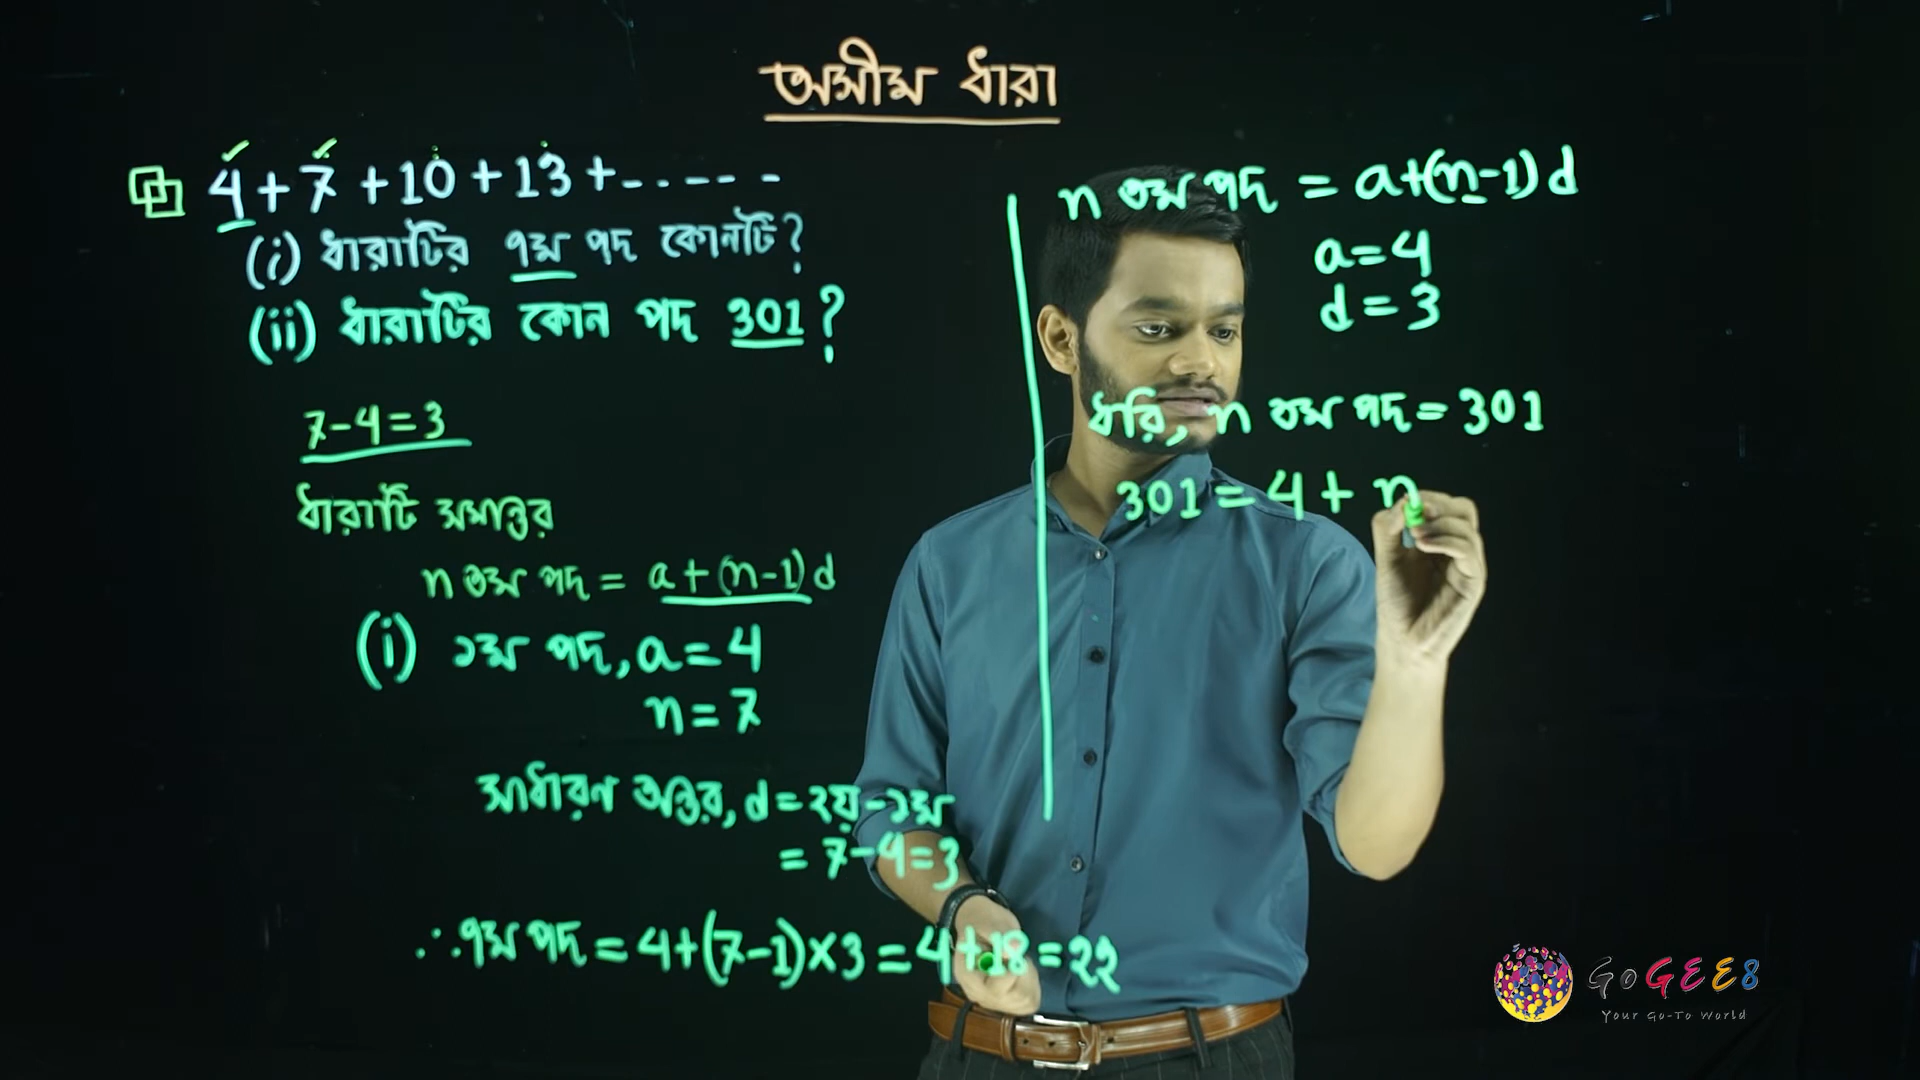 অসীম ধারা
4+7+10+13+-----
(i) ধারাটির ৭ম পদ কোনটি?
(ii) ধারাটির কোন পদ 301?
7-4=3
ধারাটি সমান্তর
n তম পদ = a+(n-1)d
(i) ১ম পদ, a=4
n=7
সাধারণ অন্তর, d=২য়-১ম
=7-4=3
∴৭ম পদ=4+(7-1)×3=4+18=২২
n তম পদ = a+(n-1)d
a=4
d=3
ধরি, n তম পদ=301
301=4+n
GoGEE8
Your Go-To World